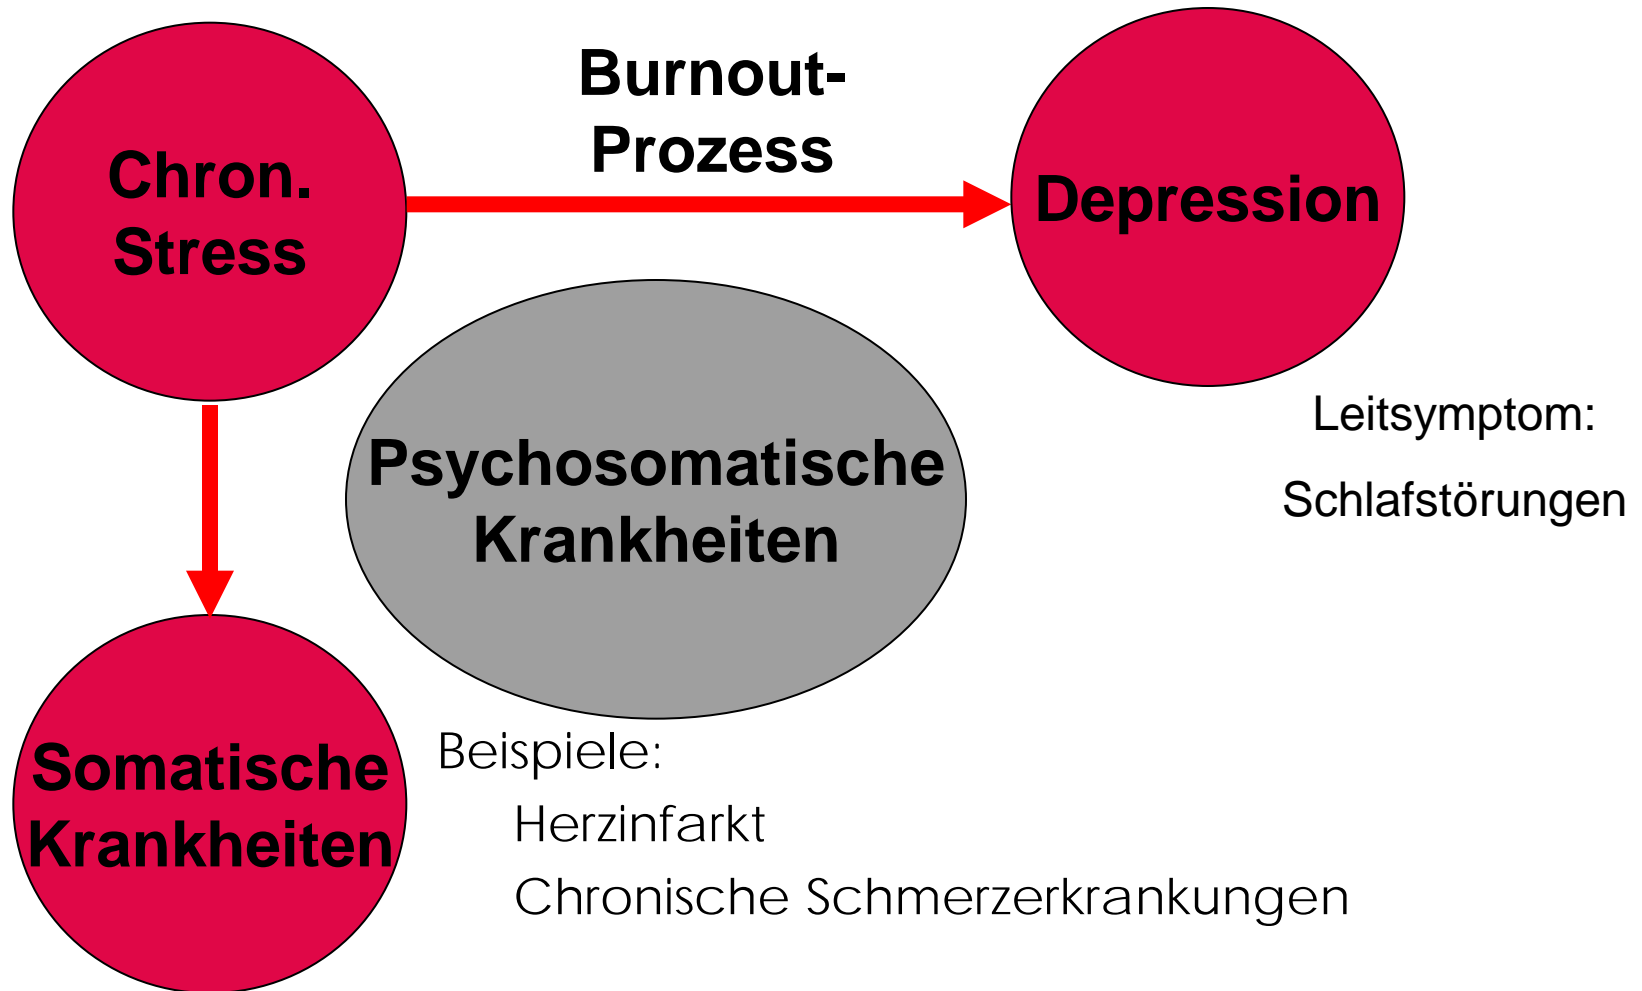 Burnout-
Prozess
Chron.
Stress
Depression
Leitsymptom:
Schlafstörungen
Psychosomatische
Krankheiten
Somatische
Krankheiten
Beispiele:
Herzinfarkt
Chronische Schmerzerkrankungen